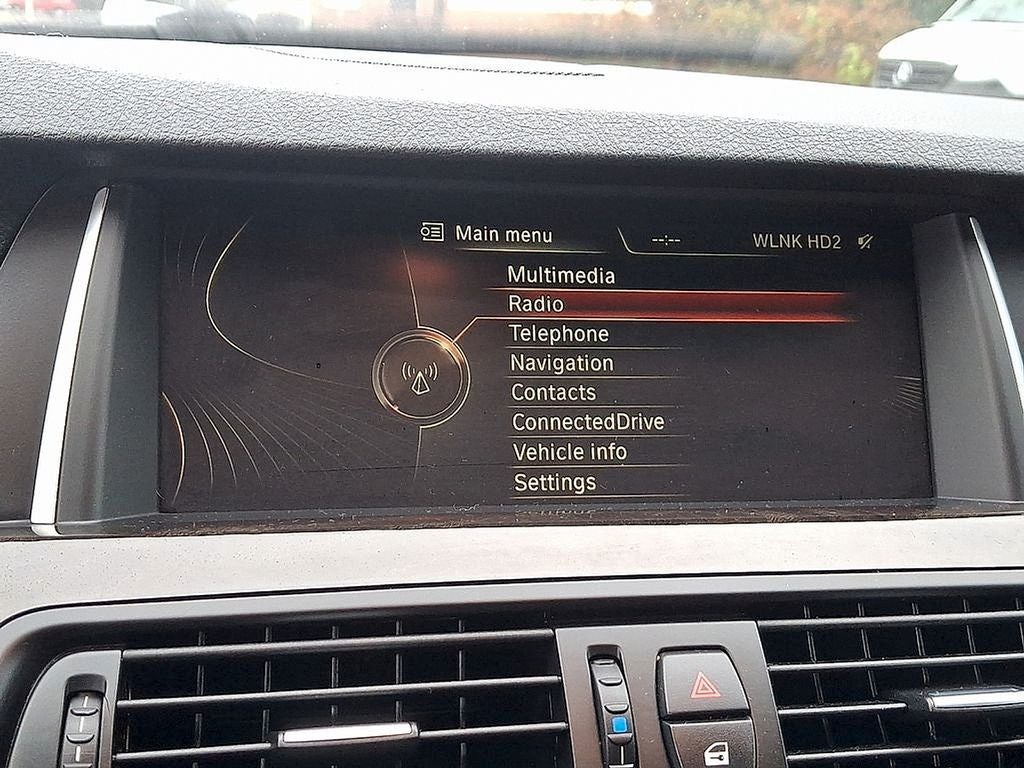 Main menu
--:--
WLNK HD2
Multimedia
Radio
Telephone
Navigation
Contacts
ConnectedDrive
Vehicle info
Settings